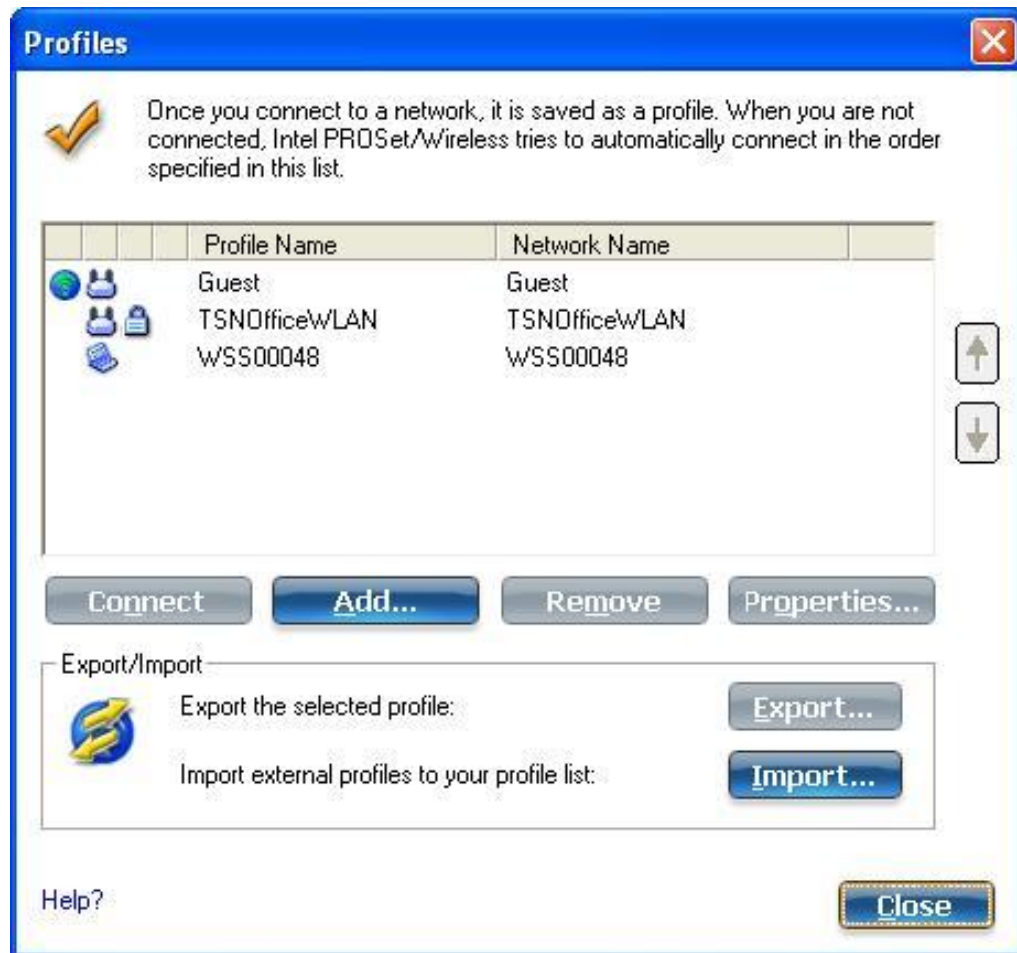 Profiles
Once you connect to a network, it is saved as a profile. When you are not
connected, Intel PROSet/Wireless tries to automatically connect in the order
specified in this list.
Profile Name Network Name
Guest Guest
TSNOfficeWLAN TSNOfficeWLAN
WSS00048 WSS00048
Connect Add... Remove Properties...
Export/Import
Export the selected profile: Export...
Import external profiles to your profile list: Import...
Help? Close